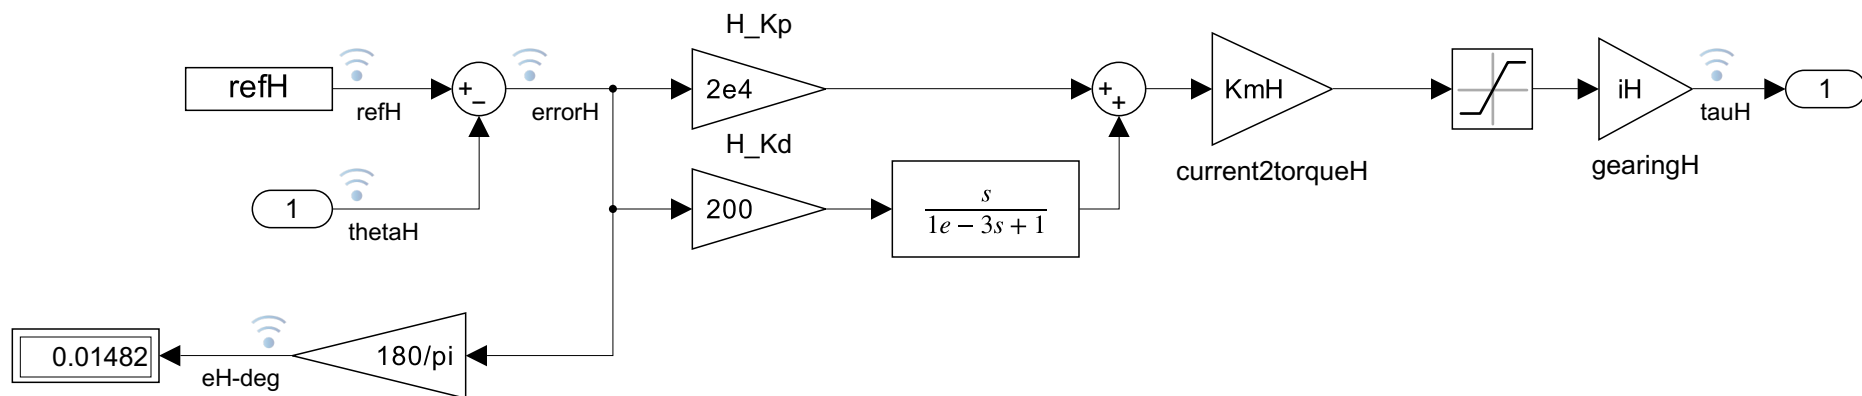 H_Kp
refH
+
−
2e4
+
+
KmH
iH
1
refH
errorH
tauH
H_Kd
current2torqueH
gearingH
1
200
s
1e − 3s + 1
thetaH
0.01482
180/pi
eH-deg